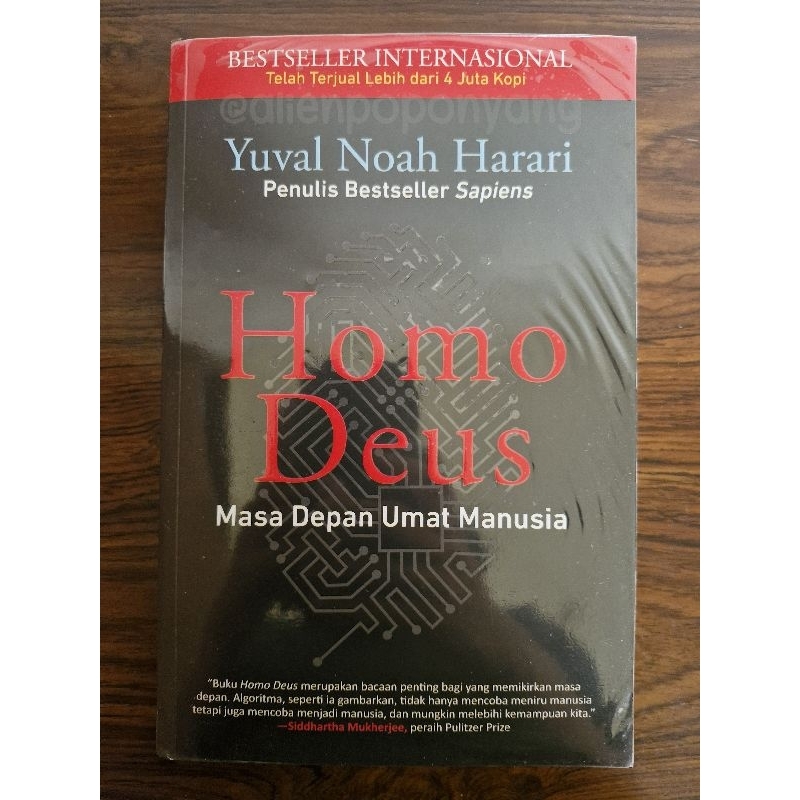 BESTSELLER INTERNASIONAL
Telah Terjual Lebih dari 4 Juta Kopi
@alienpoponyang
Yuval Noah Harari
Penulis Bestseller Sapiens
Homo
Deus
Masa Depan Umat Manusia
"Buku Homo Deus merupakan bacaan penting bagi yang memikirkan masa
depan. Algoritma, seperti ia gambarkan, tidak hanya mencoba meniru manusia
tetapi juga mencoba menjadi manusia, dan mungkin melebihi kemampuan kita."
—Siddhartha Mukherjee, peraih Pulitzer Prize